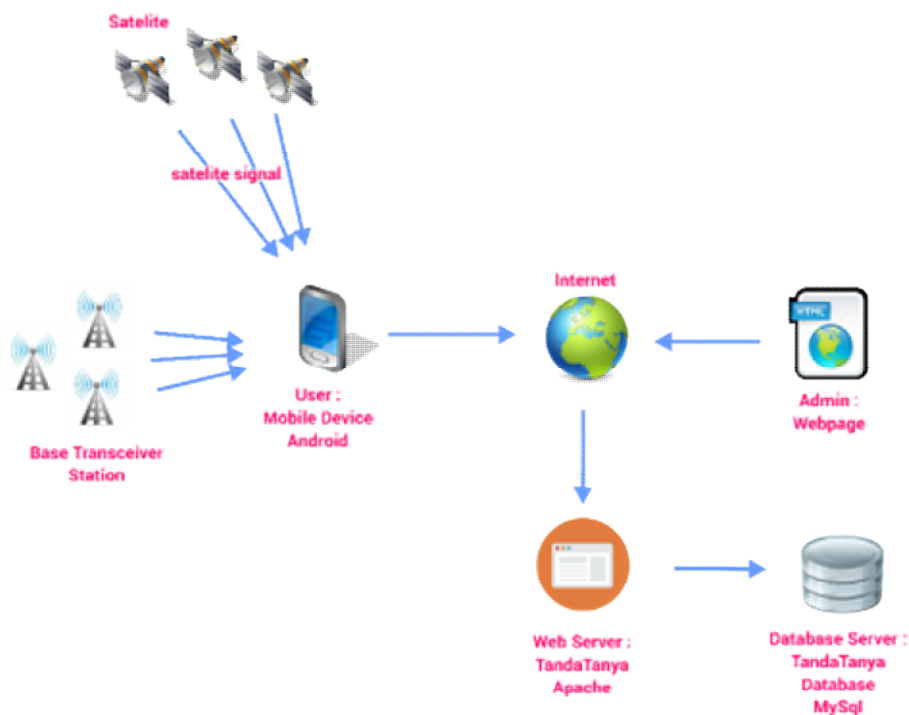 Satelite
satelite signal
Internet
HTML
User :
Mobile Device
Android
Admin :
Webpage
Base Transceiver
Station
Web Server :
TandaTanya
Apache
Database Server :
TandaTanya
Database
MySql